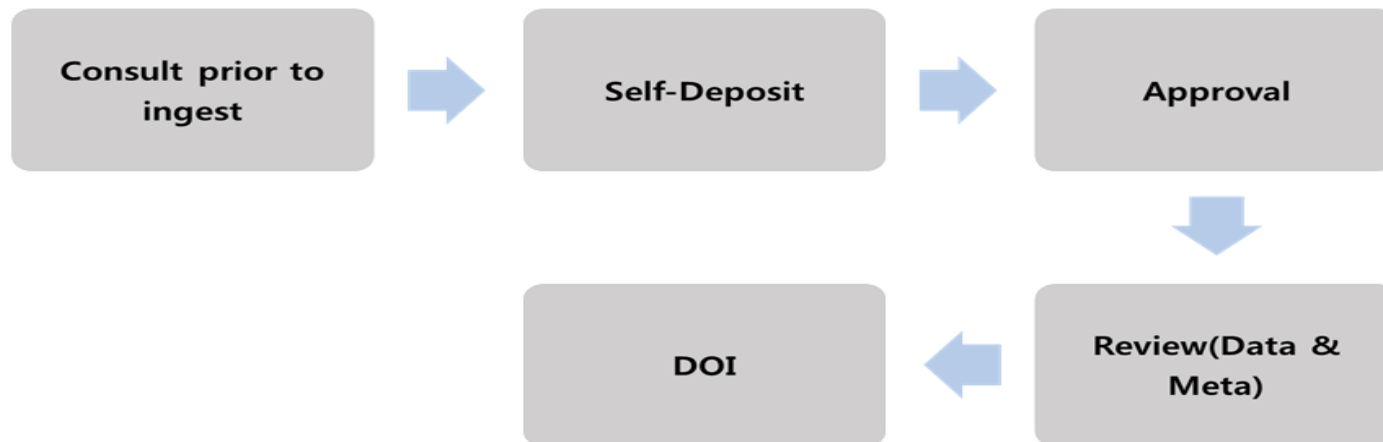 Consult prior to
ingest
Self-Deposit
Approval
Review(Data &
Meta)
DOI